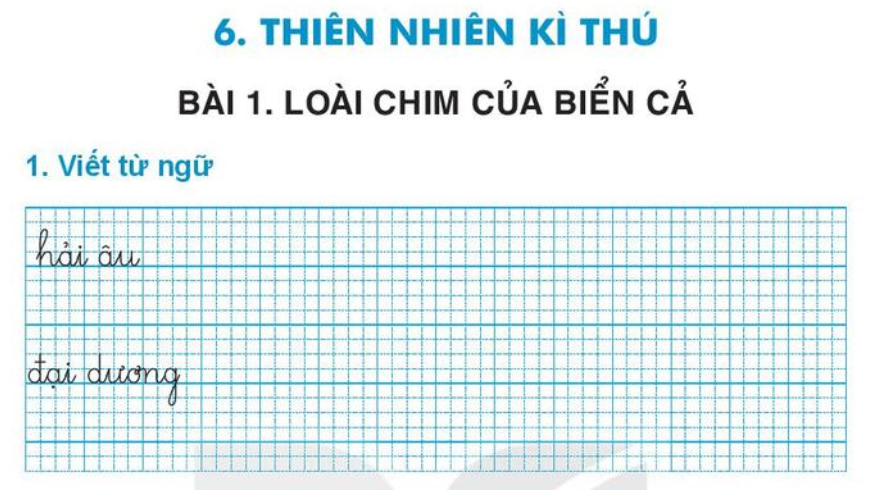 6. THIÊN NHIÊN KÌ THÚ
BÀI 1. LOÀI CHIM CỦA BIỂN CẢ
1. Viết từ ngữ
hải âu
đại dương